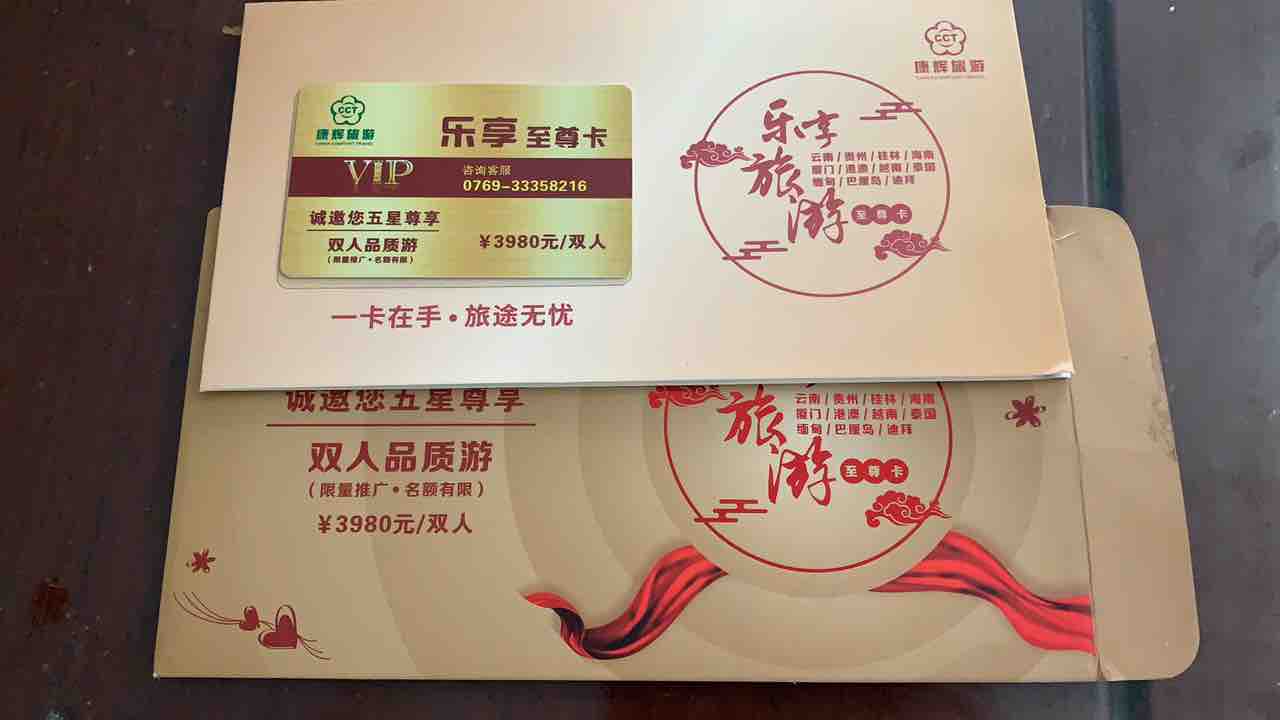 CCT
康辉旅游
CHINA COMFORT TRAVEL
乐享 至尊卡
VIP
咨询客服
0769-33358216
诚邀您五星尊享
双人品质游
(限量推广·名额有限)
¥3980元/双人
一卡在手·旅途无忧
CCT
康辉旅游
CHINA COMFORT TRAVEL
乐享
旅游
云南/贵州/桂林/海南
厦门/港澳/越南/泰国
缅甸/巴厘岛/迪拜
至尊卡
诚邀您五星尊享
双人品质游
(限量推广·名额有限)
¥3980元/双人
旅游
云南/贵州/桂林/海南
厦门/港澳/越南/泰国
缅甸/巴厘岛/迪拜
至尊卡